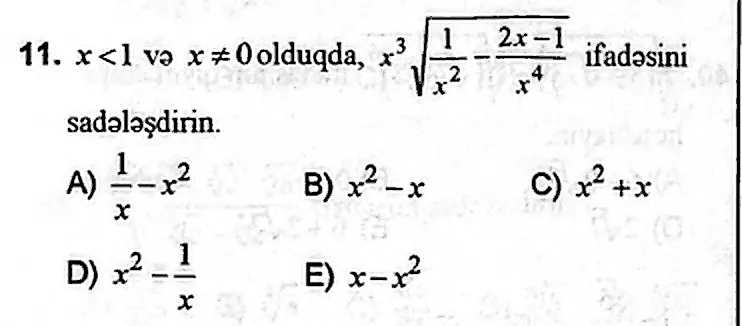 11. x<1 və x≠0 olduqda, x³√(1/x² − (2x−1)/x⁴) ifadəsini
sadələşdirin.
A) 1/x − x² B) x² − x C) x² + x
D) x² − 1/x E) x − x²